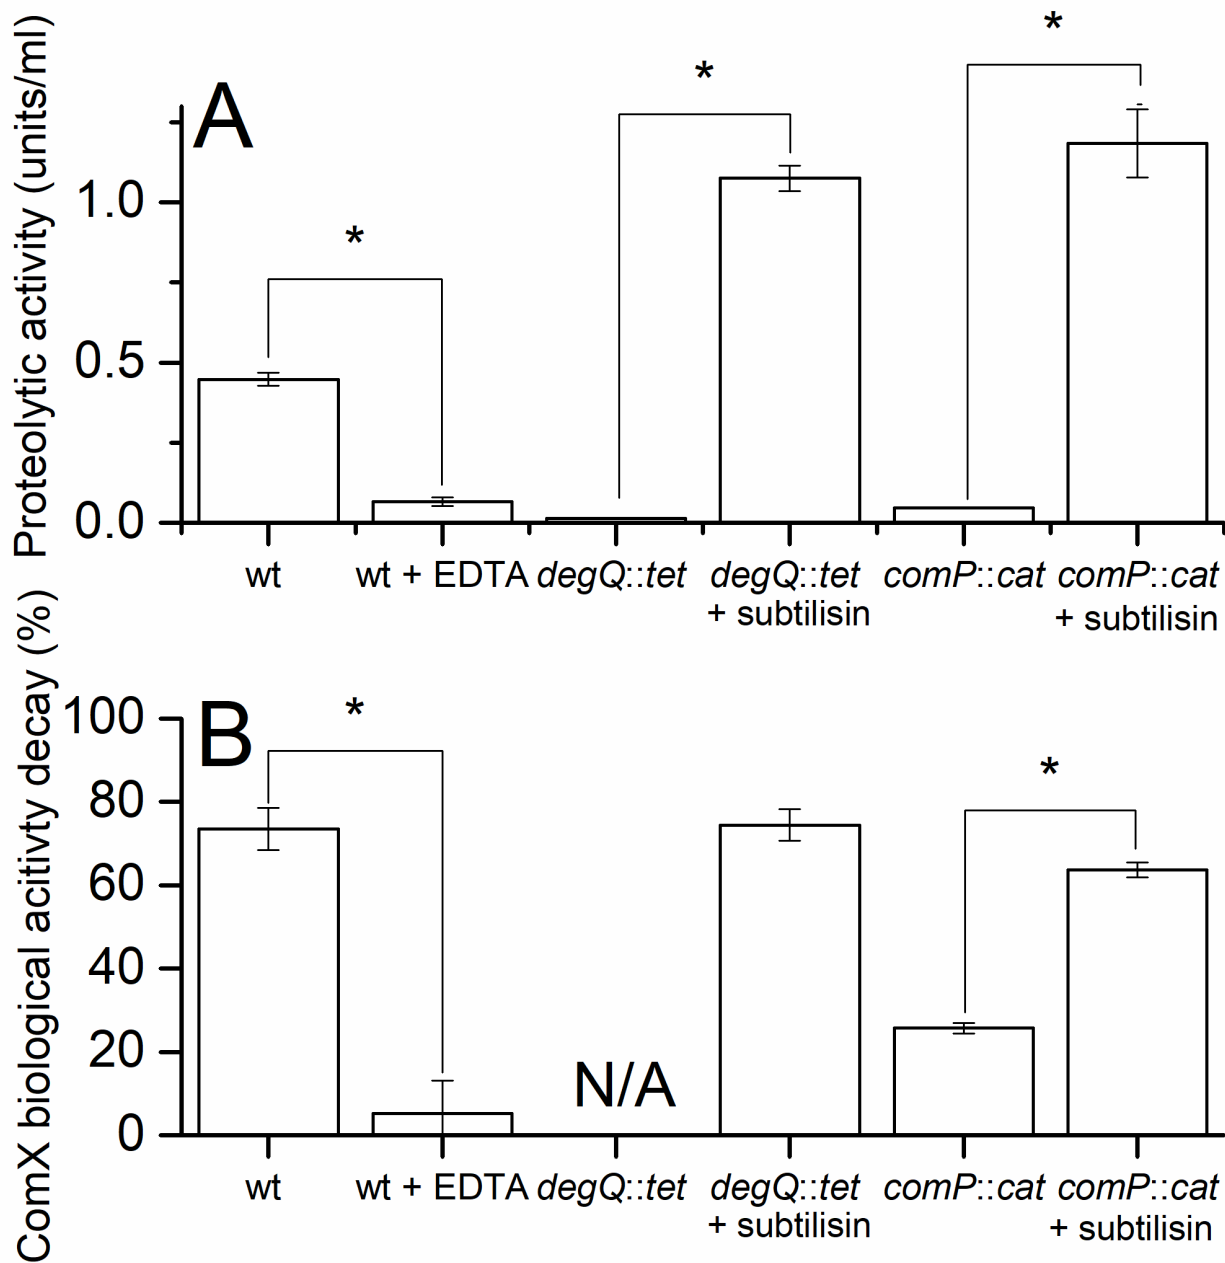 A
Proteolytic activity (units/ml)
*
*
*
1.0
0.5
0.0
wt
wt + EDTA
degQ::tet
degQ::tet
+ subtilisin
comP::cat
comP::cat
+ subtilisin
B
ComX biological acitivty decay (%)
*
*
100
80
60
40
20
0
N/A
wt
wt + EDTA
degQ::tet
degQ::tet
+ subtilisin
comP::cat
comP::cat
+ subtilisin